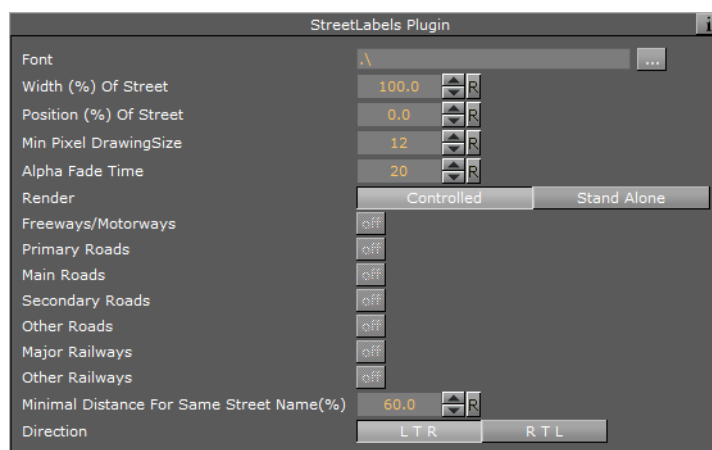 StreetLabels Plugin i
Font .\ ...
Width (%) Of Street 100.0 R
Position (%) Of Street 0.0 R
Min Pixel DrawingSize 12 R
Alpha Fade Time 20 R
Render Controlled Stand Alone
Freeways/Motorways off
Primary Roads off
Main Roads off
Secondary Roads off
Other Roads off
Major Railways off
Other Railways off
Minimal Distance For Same Street Name(%) 60.0 R
Direction L T R R T L